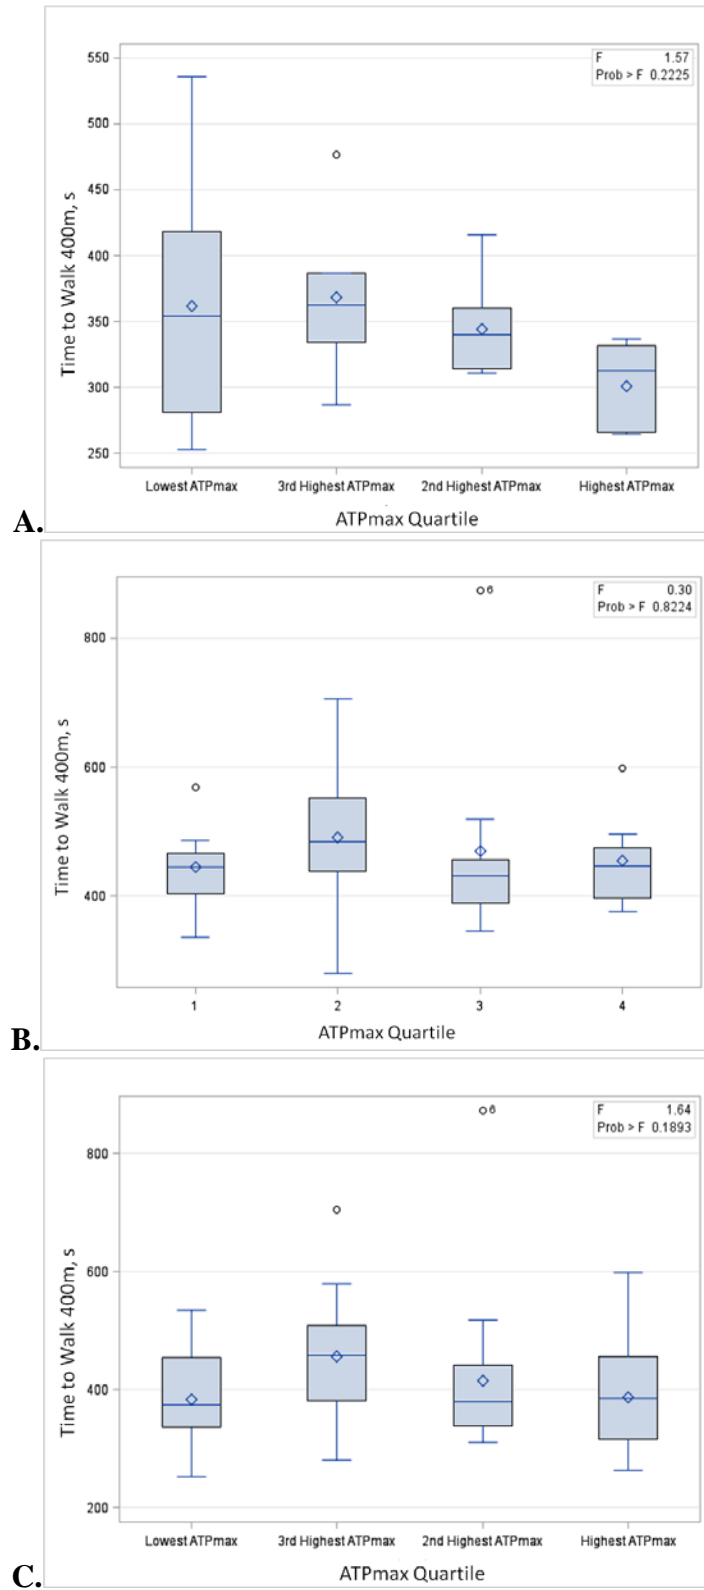 550
F 1.57
Prob > F 0.2225
500
450
400
350
300
250
Time to Walk 400m, s
Lowest ATPmax 3rd Highest ATPmax 2nd Highest ATPmax Highest ATPmax
ATPmax Quartile
A.
F 0.30
Prob > F 0.8224
6
800
600
400
Time to Walk 400m, s
1 2 3 4
ATPmax Quartile
B.
F 1.64
Prob > F 0.1893
6
800
600
400
200
Time to Walk 400m, s
Lowest ATPmax 3rd Highest ATPmax 2nd Highest ATPmax Highest ATPmax
ATPmax Quartile
C.